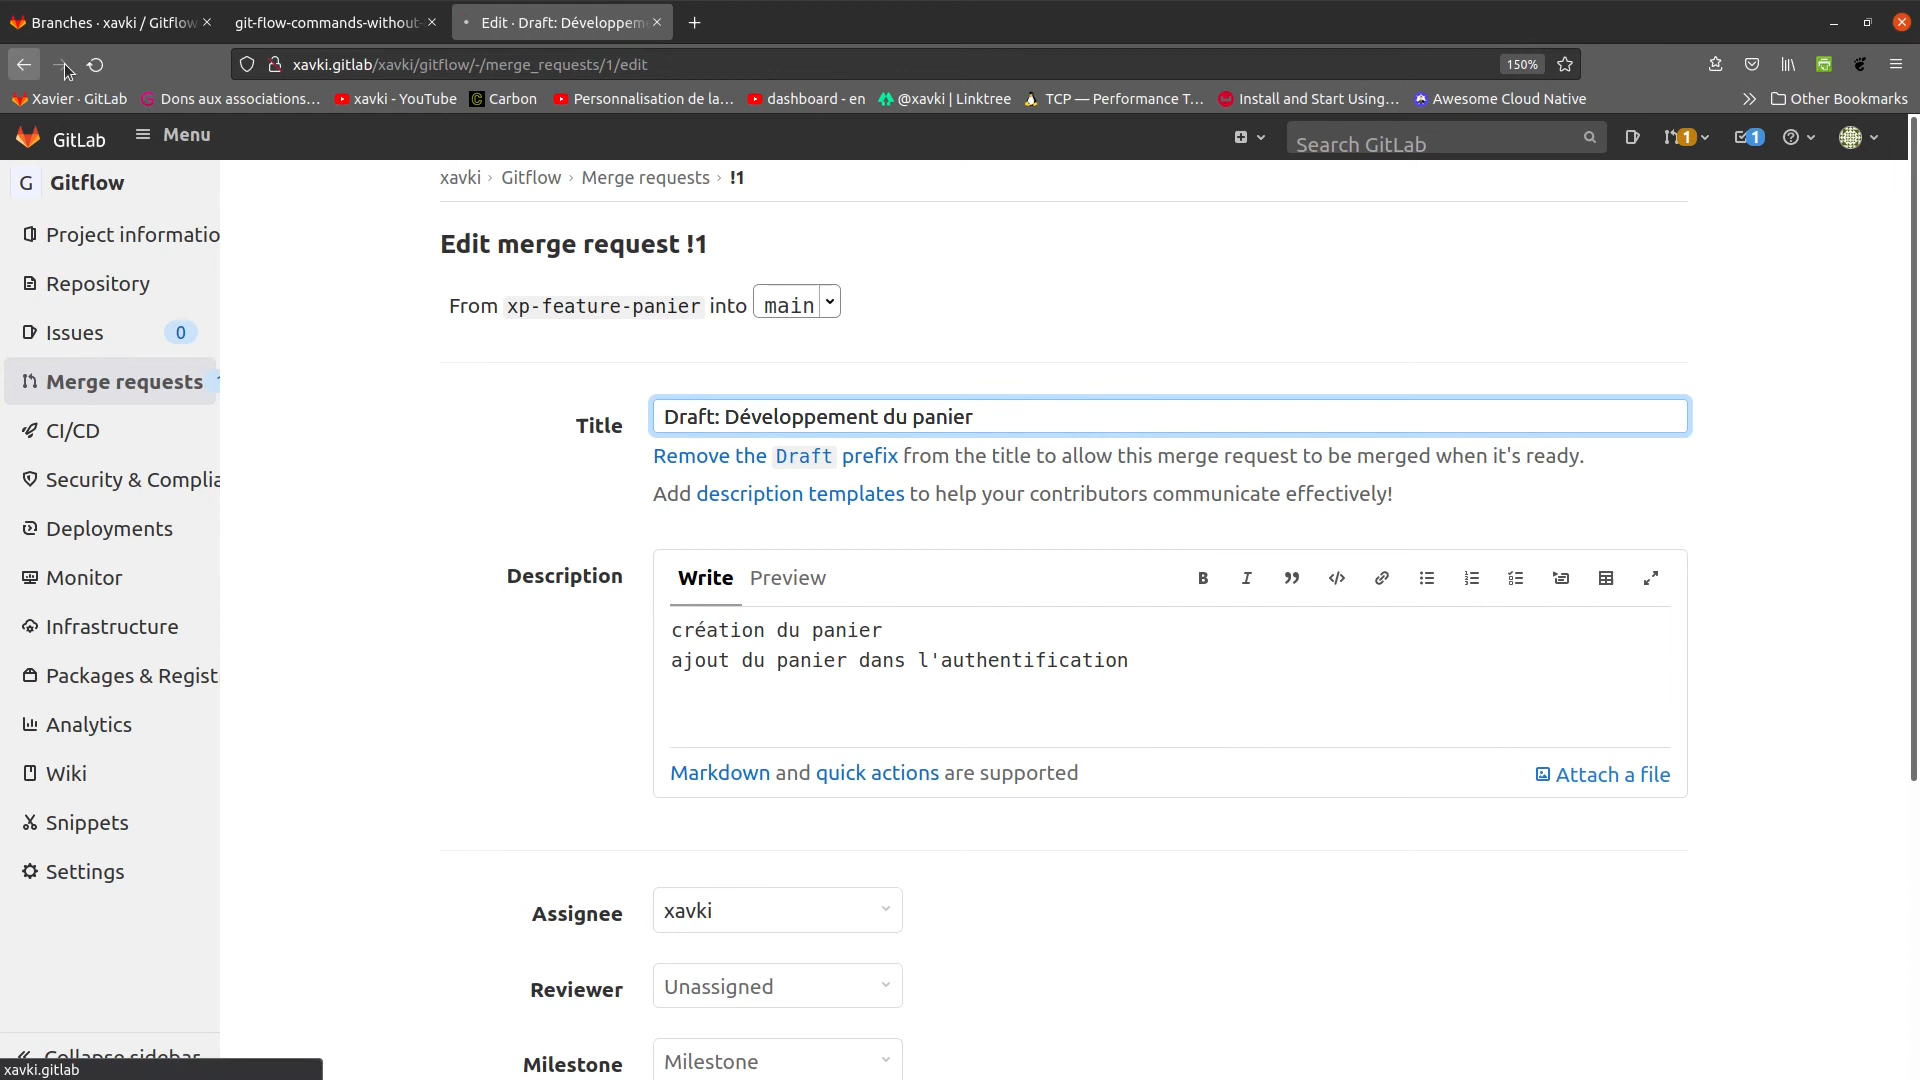 Branches · xavki / Gitflow
git-flow-commands-without-
Edit · Draft: Développem
xavki.gitlab/xavki/gitflow/-/merge_requests/1/edit
150%
Xavier · GitLab
Dons aux associations…
xavki - YouTube
Carbon
Personnalisation de la…
dashboard - en
@xavki | Linktree
TCP — Performance T…
Install and Start Using…
Awesome Cloud Native
Other Bookmarks
GitLab
Menu
Search GitLab
1
1
G Gitflow
Project informatio
Repository
Issues 0
Merge requests
CI/CD
Security & Complia
Deployments
Monitor
Infrastructure
Packages & Regist
Analytics
Wiki
Snippets
Settings
Collapse sidebar
xavki.gitlab
xavki › Gitflow › Merge requests › !1
Edit merge request !1
From xp-feature-panier into main
Title
Draft: Développement du panier
Remove the Draft prefix from the title to allow this merge request to be merged when it's ready.
Add description templates to help your contributors communicate effectively!
Description
Write Preview
création du panier
ajout du panier dans l'authentification
Markdown and quick actions are supported
Attach a file
Assignee
xavki
Reviewer
Unassigned
Milestone
Milestone